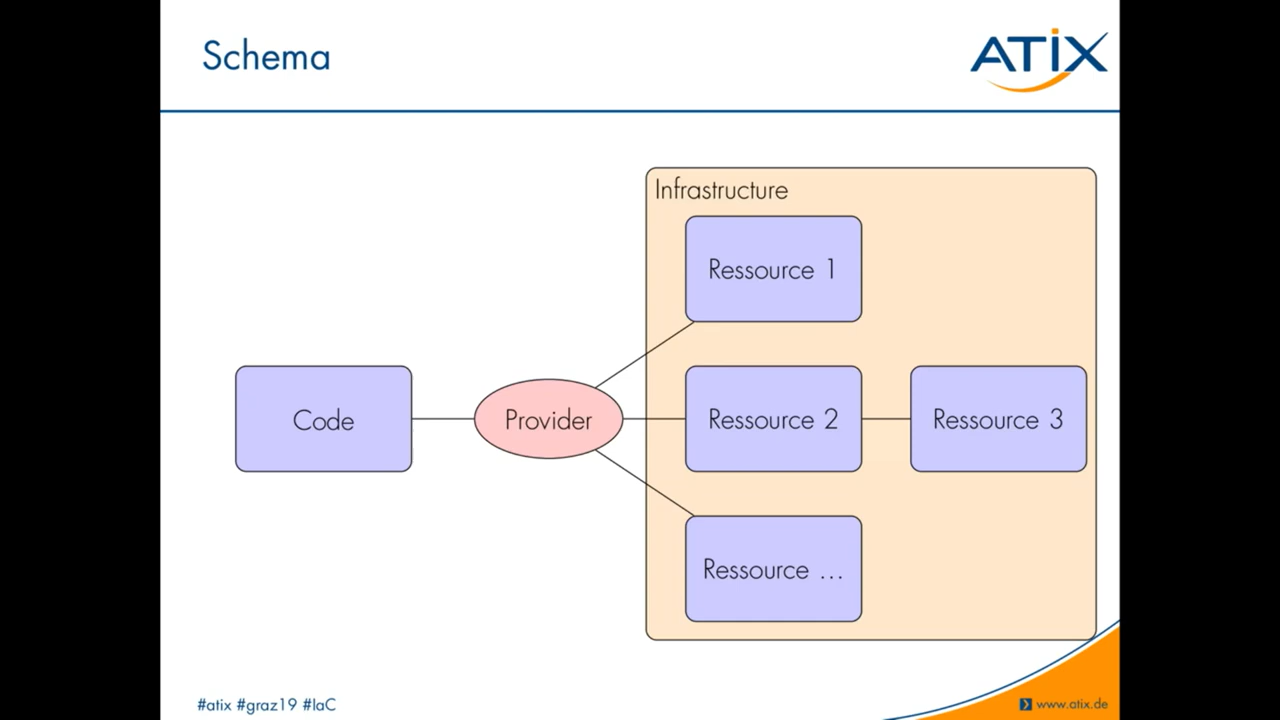 Schema
ATIX
Infrastructure
Ressource 1
Code
Provider
Ressource 2
Ressource 3
Ressource ...
#atix #graz19 #IaC
www.atix.de